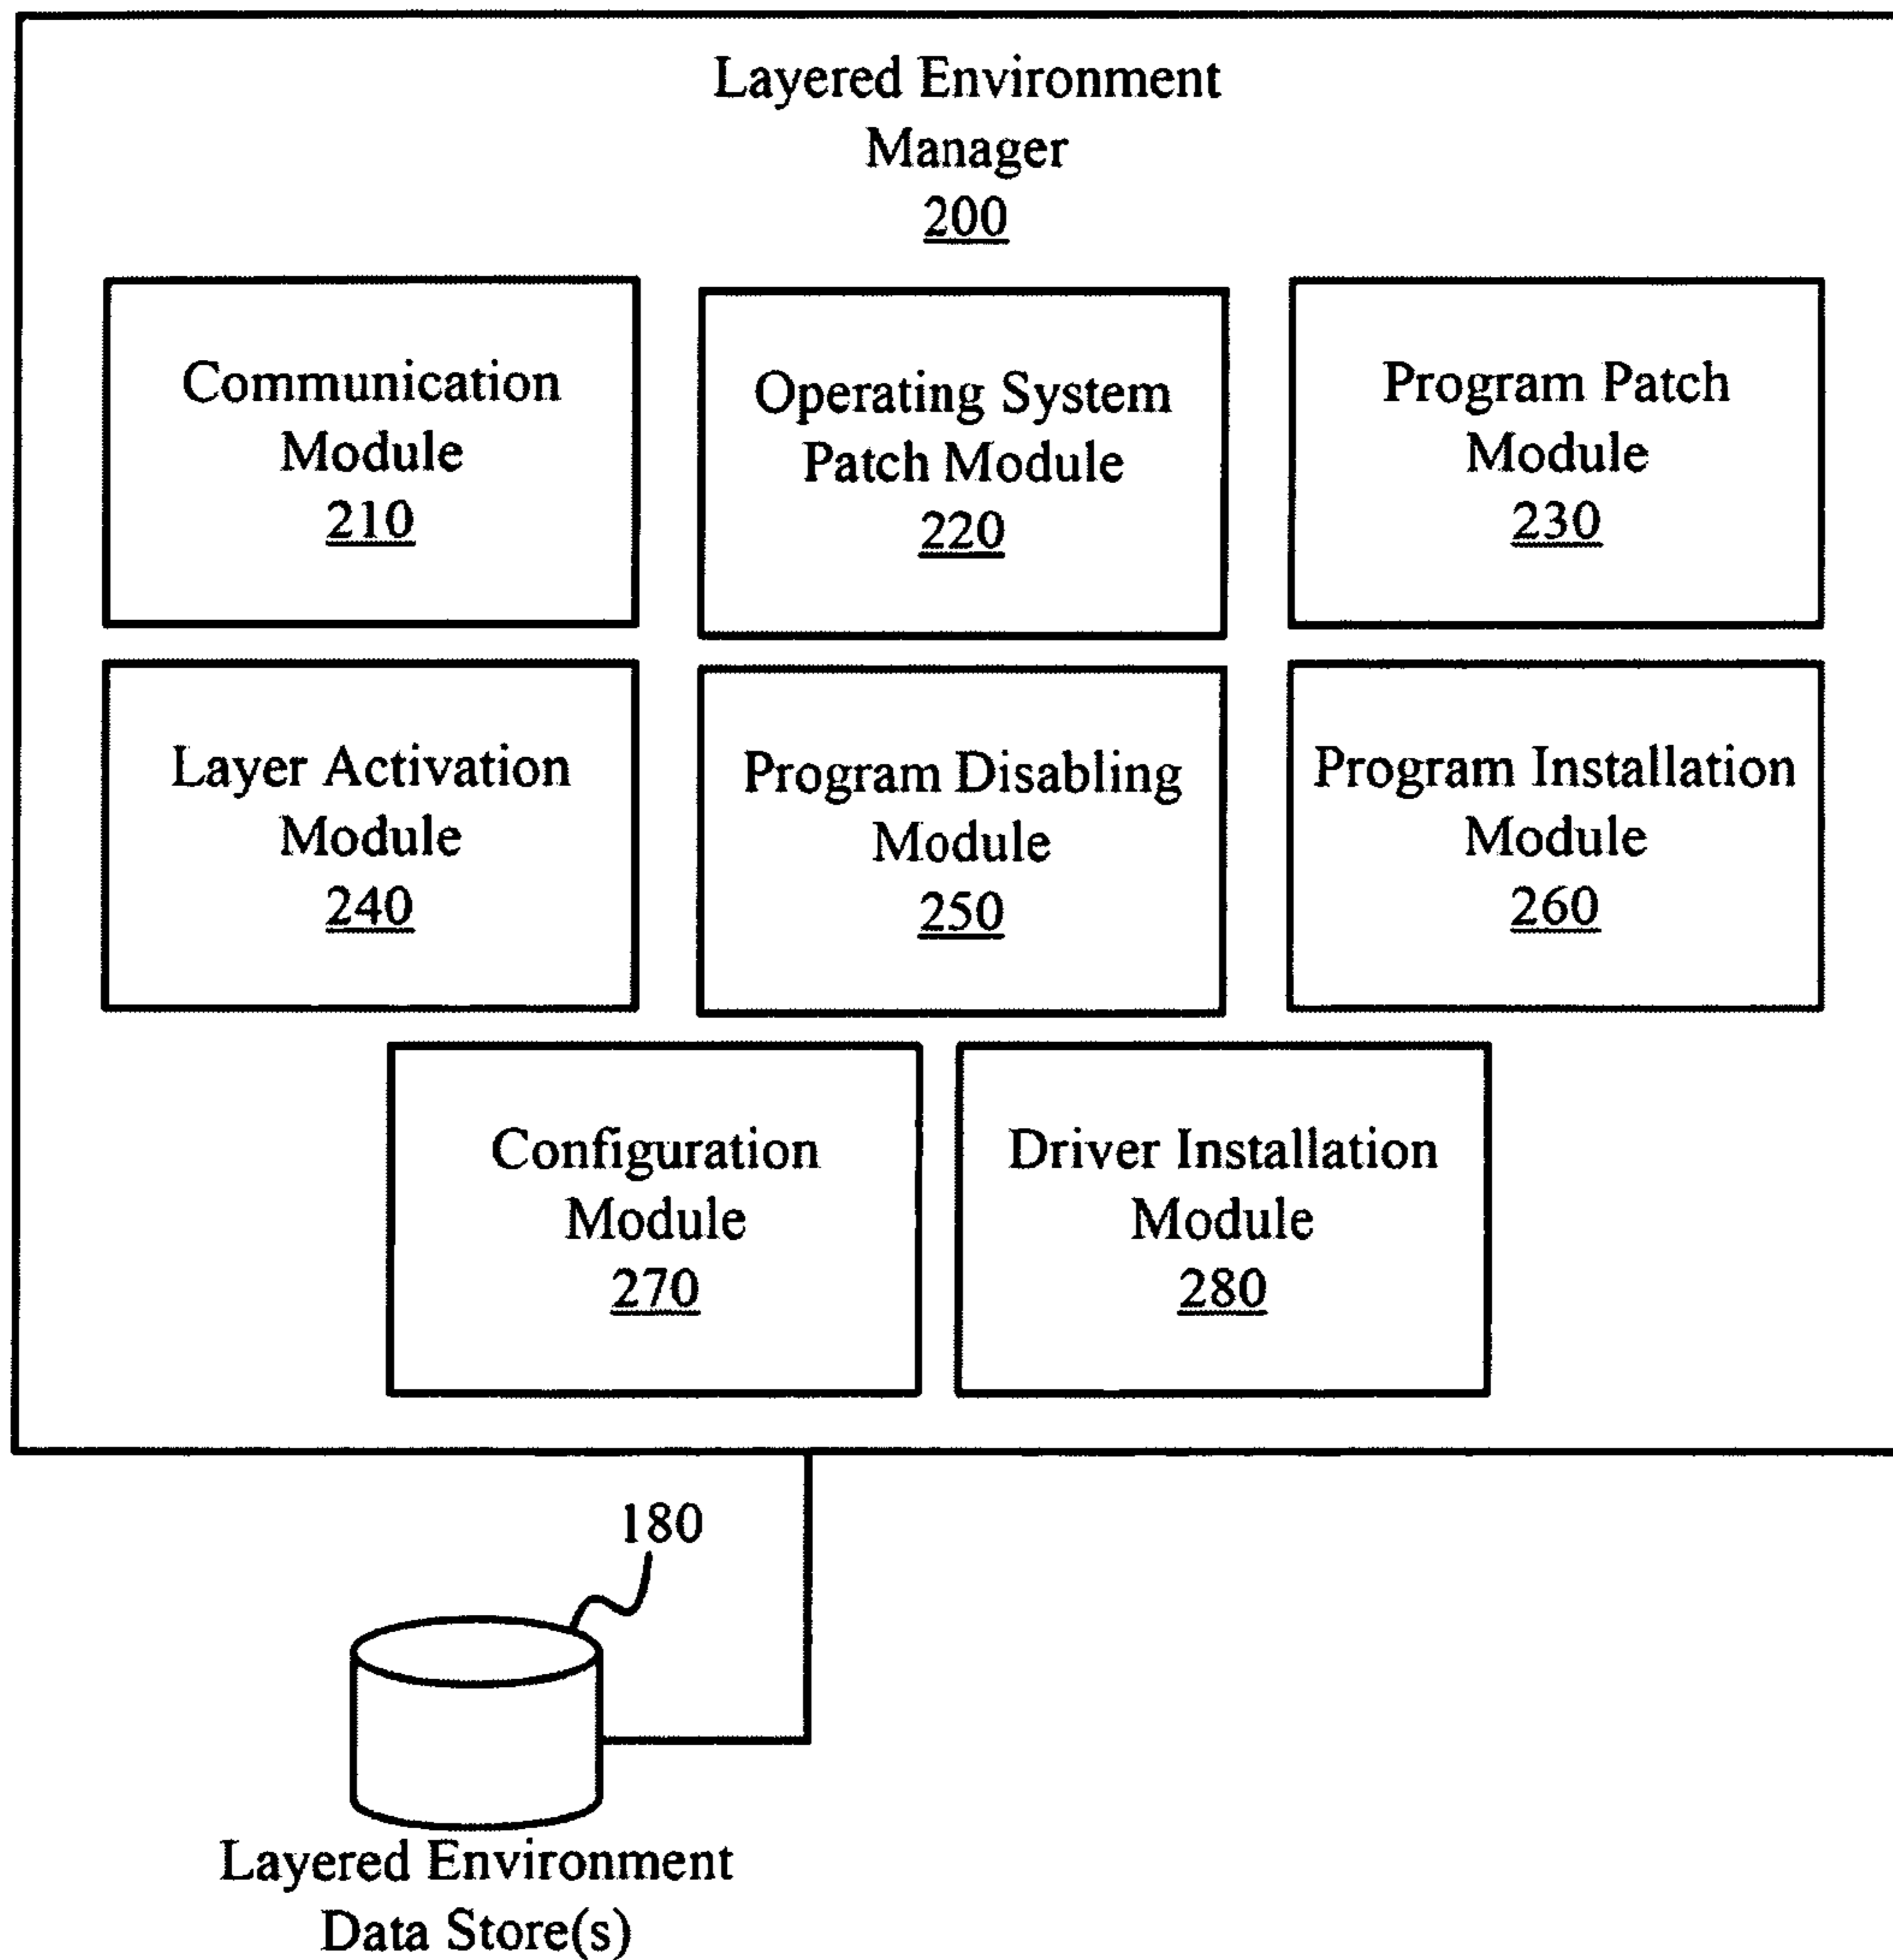 Layered Environment
Manager
200
Communication
Module
210
Operating System
Patch Module
220
Program Patch
Module
230
Layer Activation
Module
240
Program Disabling
Module
250
Program Installation
Module
260
Configuration
Module
270
Driver Installation
Module
280
180
Layered Environment
Data Store(s)